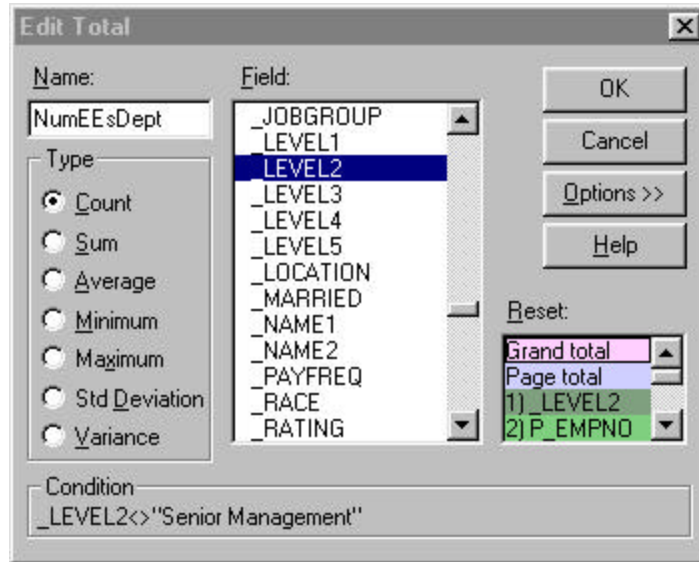 Edit Total
Name:
NumEEsDept
Type
Count
Sum
Average
Minimum
Maximum
Std Deviation
Variance
Field:
_JOBGROUP
_LEVEL1
_LEVEL2
_LEVEL3
_LEVEL4
_LEVEL5
_LOCATION
_MARRIED
_NAME1
_NAME2
_PAYFREQ
_RACE
_RATING
OK
Cancel
Options >>
Help
Reset:
Grand total
Page total
1) _LEVEL2
2) P_EMPNO
Condition
_LEVEL2<>"Senior Management"